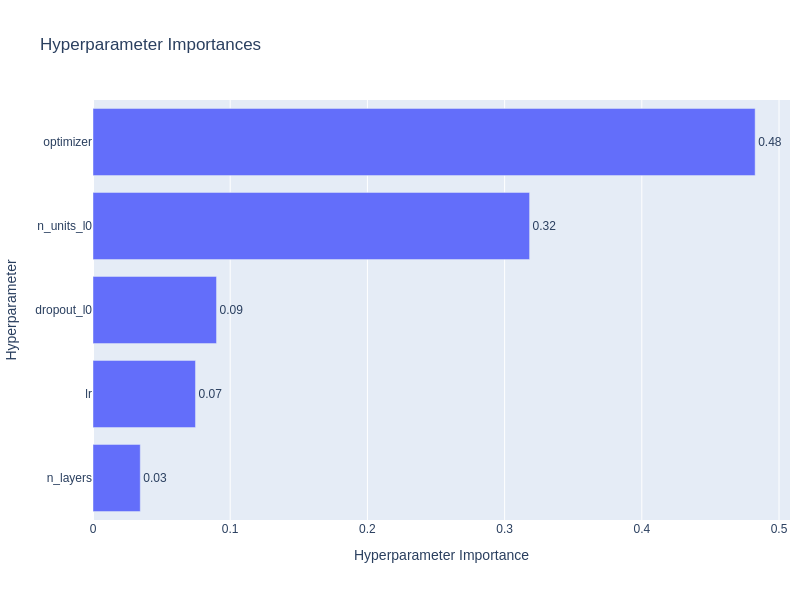 Hyperparameter Importances
Hyperparameter
optimizer
0.48
n_units_l0
0.32
dropout_l0
0.09
lr
0.07
n_layers
0.03
0
0.1
0.2
0.3
0.4
0.5
Hyperparameter Importance